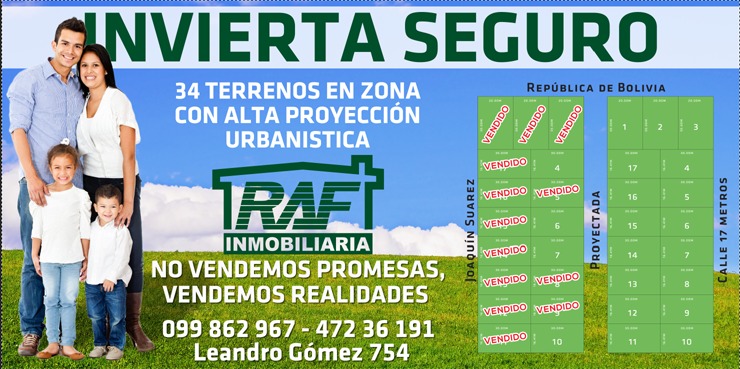 INVIERTA SEGURO
34 TERRENOS EN ZONA
CON ALTA PROYECCIÓN
URBANISTICA
RAF
INMOBILIARIA
NO VENDEMOS PROMESAS,
VENDEMOS REALIDADES
099 862 967 - 472 36 191
Leandro Gómez 754
REPÚBLICA DE BOLIVIA
JOAQUÍN SUAREZ
VENDIDO VENDIDO VENDIDO
VENDIDO 4
VENDIDO VENDIDO
VENDIDO 6
VENDIDO 7
VENDIDO VENDIDO
VENDIDO VENDIDO
VENDIDO 10
PROYECTADA
1 2 3
17 4
16 5
15 6
14 7
13 8
12 9
11 10
CALLE 17 METROS